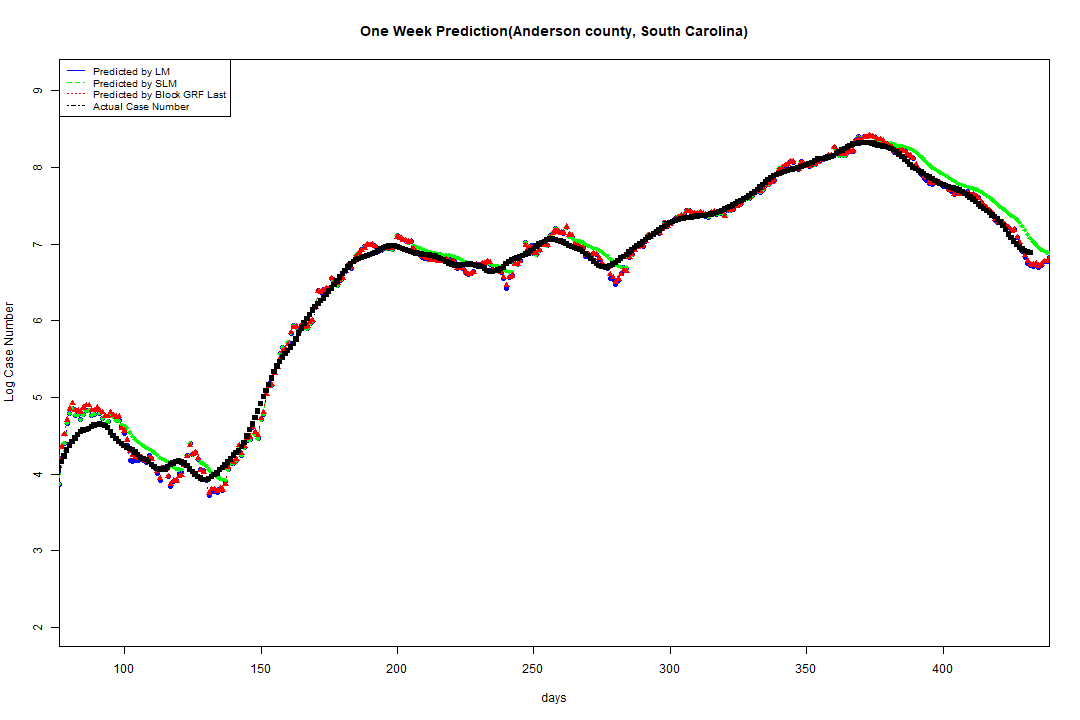 One Week Prediction(Anderson county, South Carolina)
Predicted by LM
Predicted by SLM
Predicted by Block GRF Last
Actual Case Number
9
8
7
6
5
4
3
2
Log Case Number
100 150 200 250 300 350 400
days